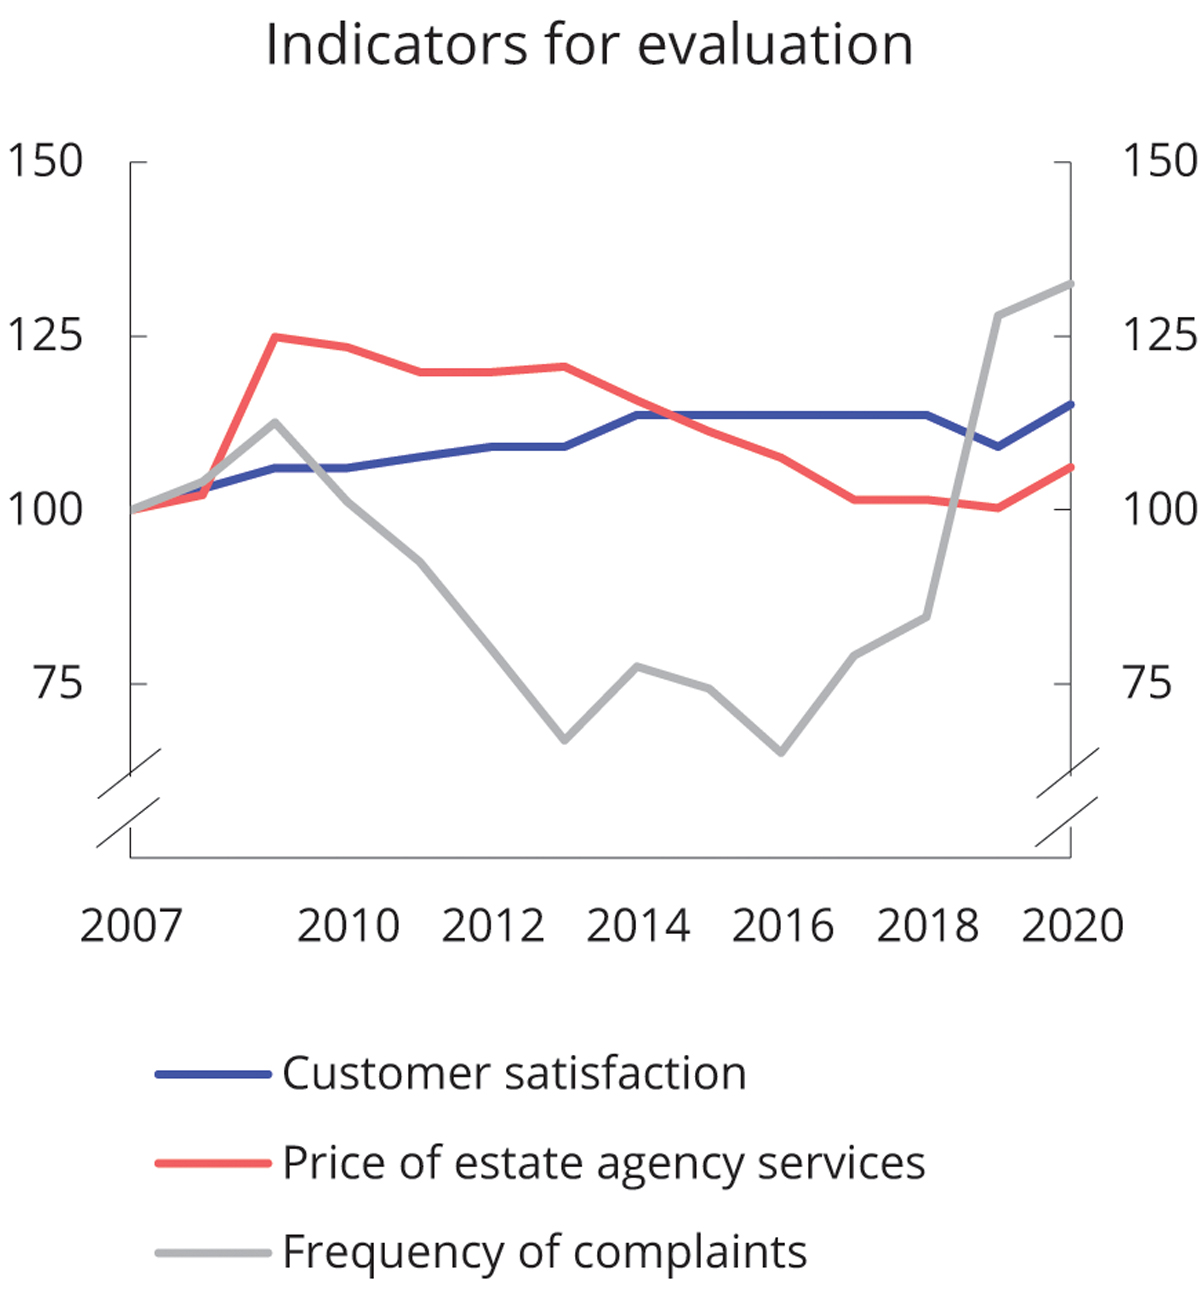 Indicators for evaluation
150 150
125 125
100 100
75 75
2007 2010 2012 2014 2016 2018 2020
Customer satisfaction
Price of estate agency services
Frequency of complaints